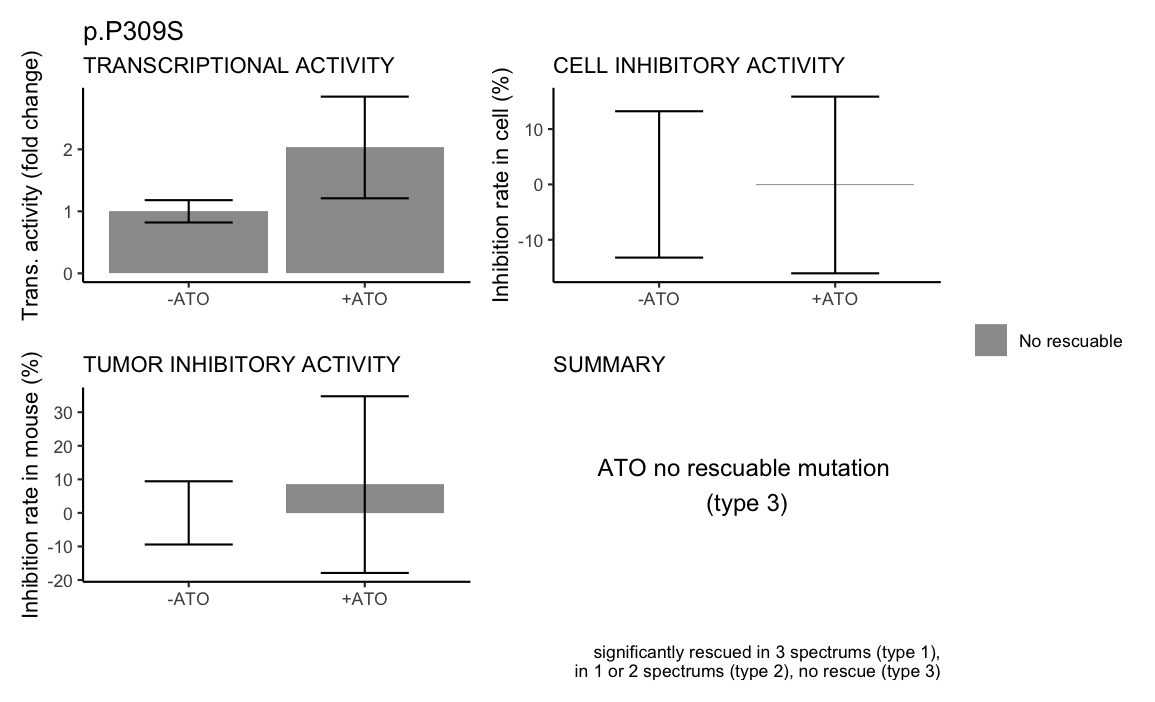 p.P309S
TRANSCRIPTIONAL ACTIVITY
Trans. activity (fold change)
2
1
0
-ATO
+ATO
CELL INHIBITORY ACTIVITY
Inhibition rate in cell (%)
10
0
-10
-ATO
+ATO
No rescuable
TUMOR INHIBITORY ACTIVITY
Inhibition rate in mouse (%)
30
20
10
0
-10
-20
-ATO
+ATO
SUMMARY
ATO no rescuable mutation
(type 3)
significantly rescued in 3 spectrums (type 1),
in 1 or 2 spectrums (type 2), no rescue (type 3)